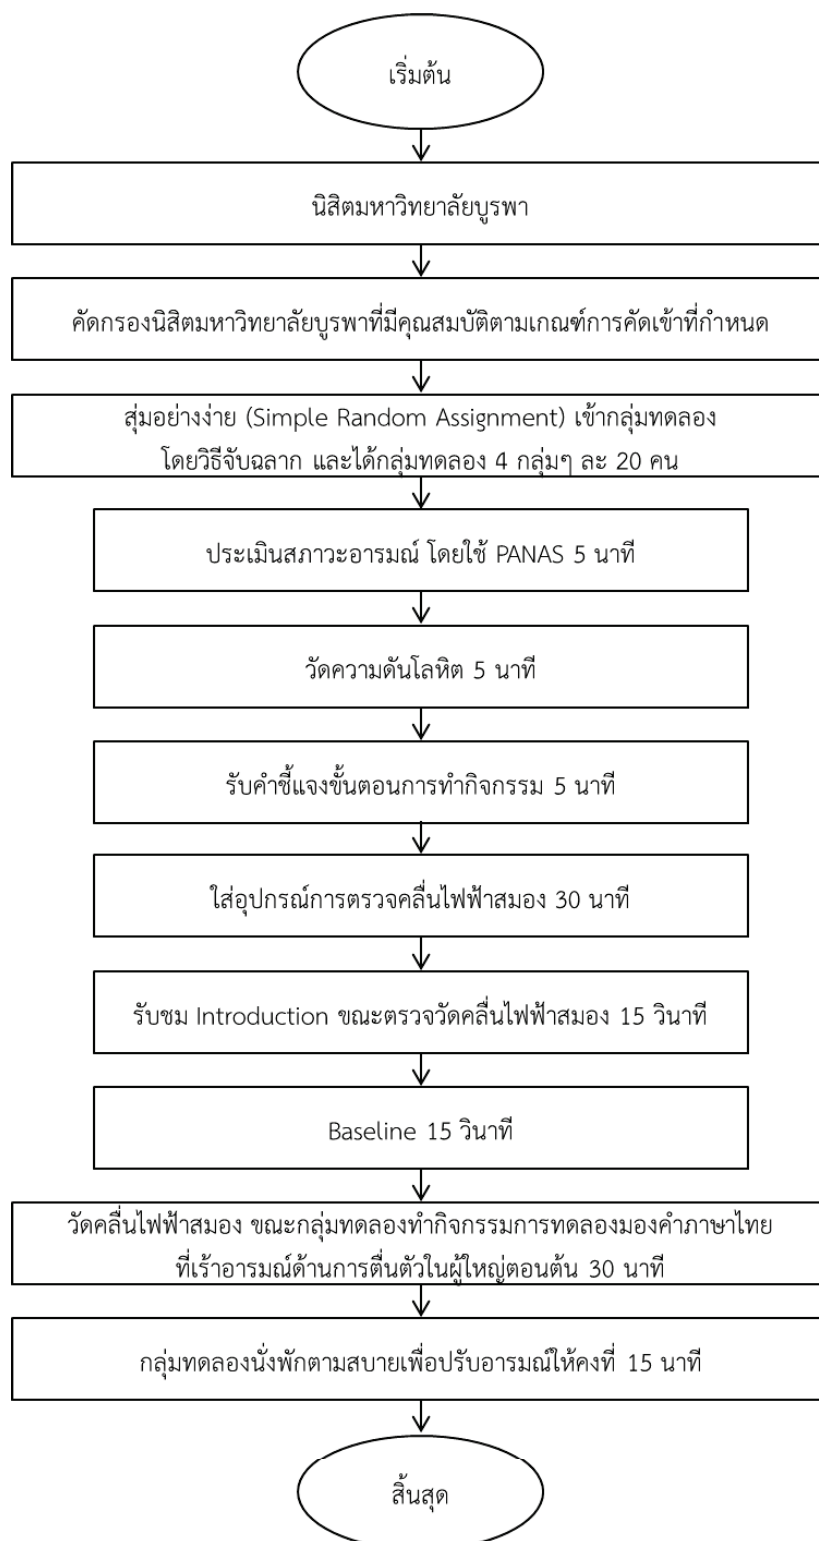 เริ่มต้น
นิสิตมหาวิทยาลัยบูรพา
คัดกรองนิสิตมหาวิทยาลัยบูรพาที่มีคุณสมบัติตามเกณฑ์การคัดเข้าที่กำหนด
สุ่มอย่างง่าย (Simple Random Assignment) เข้ากลุ่มทดลอง
โดยวิธีจับฉลาก และได้กลุ่มทดลอง 4 กลุ่มๆ ละ 20 คน
ประเมินสภาวะอารมณ์ โดยใช้ PANAS 5 นาที
วัดความดันโลหิต 5 นาที
รับคำชี้แจงขั้นตอนการทำกิจกรรม 5 นาที
ใส่อุปกรณ์การตรวจคลื่นไฟฟ้าสมอง 30 นาที
รับชม Introduction ขณะตรวจวัดคลื่นไฟฟ้าสมอง 15 วินาที
Baseline 15 วินาที
วัดคลื่นไฟฟ้าสมอง ขณะกลุ่มทดลองทำกิจกรรมการทดลองมองคำภาษาไทย
ที่เร้าอารมณ์ด้านการตื่นตัวในผู้ใหญ่ตอนต้น 30 นาที
กลุ่มทดลองนั่งพักตามสบายเพื่อปรับอารมณ์ให้คงที่ 15 นาที
สิ้นสุด